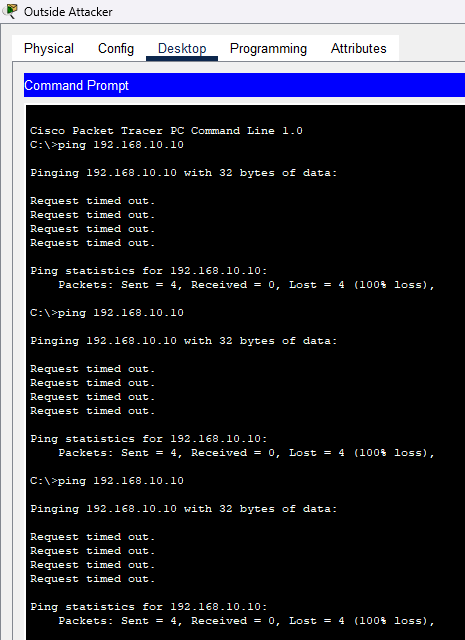 Outside Attacker
Physical Config Desktop Programming Attributes
Command Prompt
Cisco Packet Tracer PC Command Line 1.0
C:\>ping 192.168.10.10
Pinging 192.168.10.10 with 32 bytes of data:
Request timed out.
Request timed out.
Request timed out.
Request timed out.
Ping statistics for 192.168.10.10:
Packets: Sent = 4, Received = 0, Lost = 4 (100% loss),
C:\>ping 192.168.10.10
Pinging 192.168.10.10 with 32 bytes of data:
Request timed out.
Request timed out.
Request timed out.
Request timed out.
Ping statistics for 192.168.10.10:
Packets: Sent = 4, Received = 0, Lost = 4 (100% loss),
C:\>ping 192.168.10.10
Pinging 192.168.10.10 with 32 bytes of data:
Request timed out.
Request timed out.
Request timed out.
Request timed out.
Ping statistics for 192.168.10.10:
Packets: Sent = 4, Received = 0, Lost = 4 (100% loss),